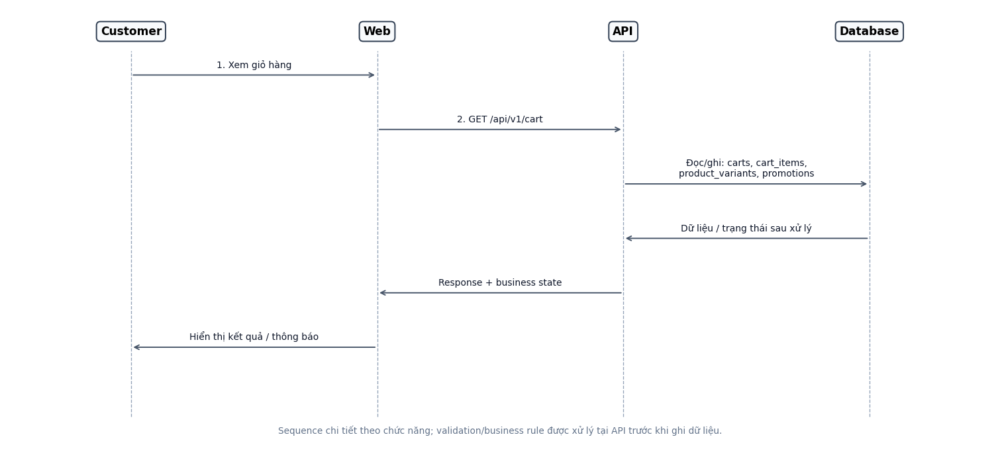 Customer
Web
API
Database
1. Xem giỏ hàng
2. GET /api/v1/cart
Đọc/ghi: carts, cart_items,
product_variants, promotions
Dữ liệu / trạng thái sau xử lý
Response + business state
Hiển thị kết quả / thông báo
Sequence chi tiết theo chức năng; validation/business rule được xử lý tại API trước khi ghi dữ liệu.